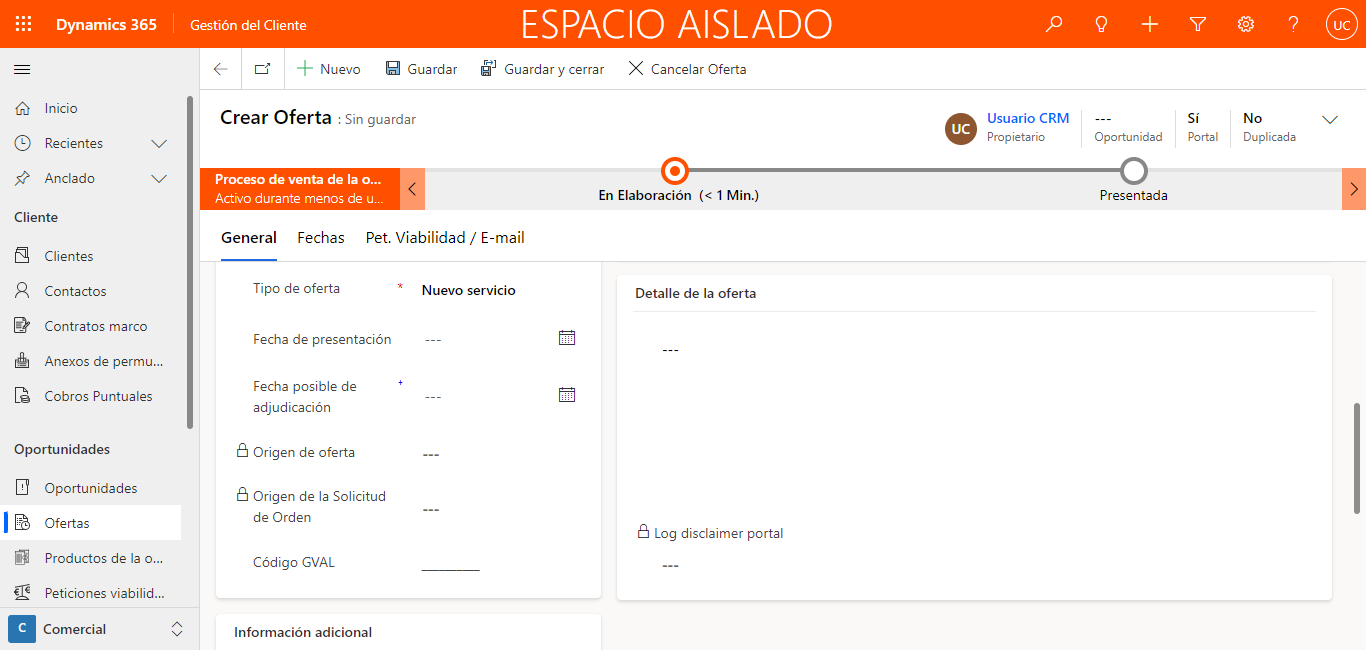 Dynamics 365
Gestión del Cliente
ESPACIO AISLADO
UC
Nuevo
Guardar
Guardar y cerrar
Cancelar Oferta
Inicio
Recientes
Anclado
Cliente
Clientes
Contactos
Contratos marco
Anexos de permu...
Cobros Puntuales
Oportunidades
Oportunidades
Ofertas
Productos de la o...
Peticiones viabilid...
C
Comercial
Crear Oferta : Sin guardar
UC
Usuario CRM
Propietario
---
Oportunidad
Sí
Portal
No
Duplicada
Proceso de venta de la o...
Activo durante menos de u...
En Elaboración (< 1 Min.)
Presentada
General
Fechas
Pet. Viabilidad / E-mail
Tipo de oferta * Nuevo servicio
Fecha de presentación ---
Fecha posible de + ---
adjudicación
Origen de oferta ---
Origen de la Solicitud ---
de Orden
Código GVAL __________
Información adicional
Detalle de la oferta
---
Log disclaimer portal
---